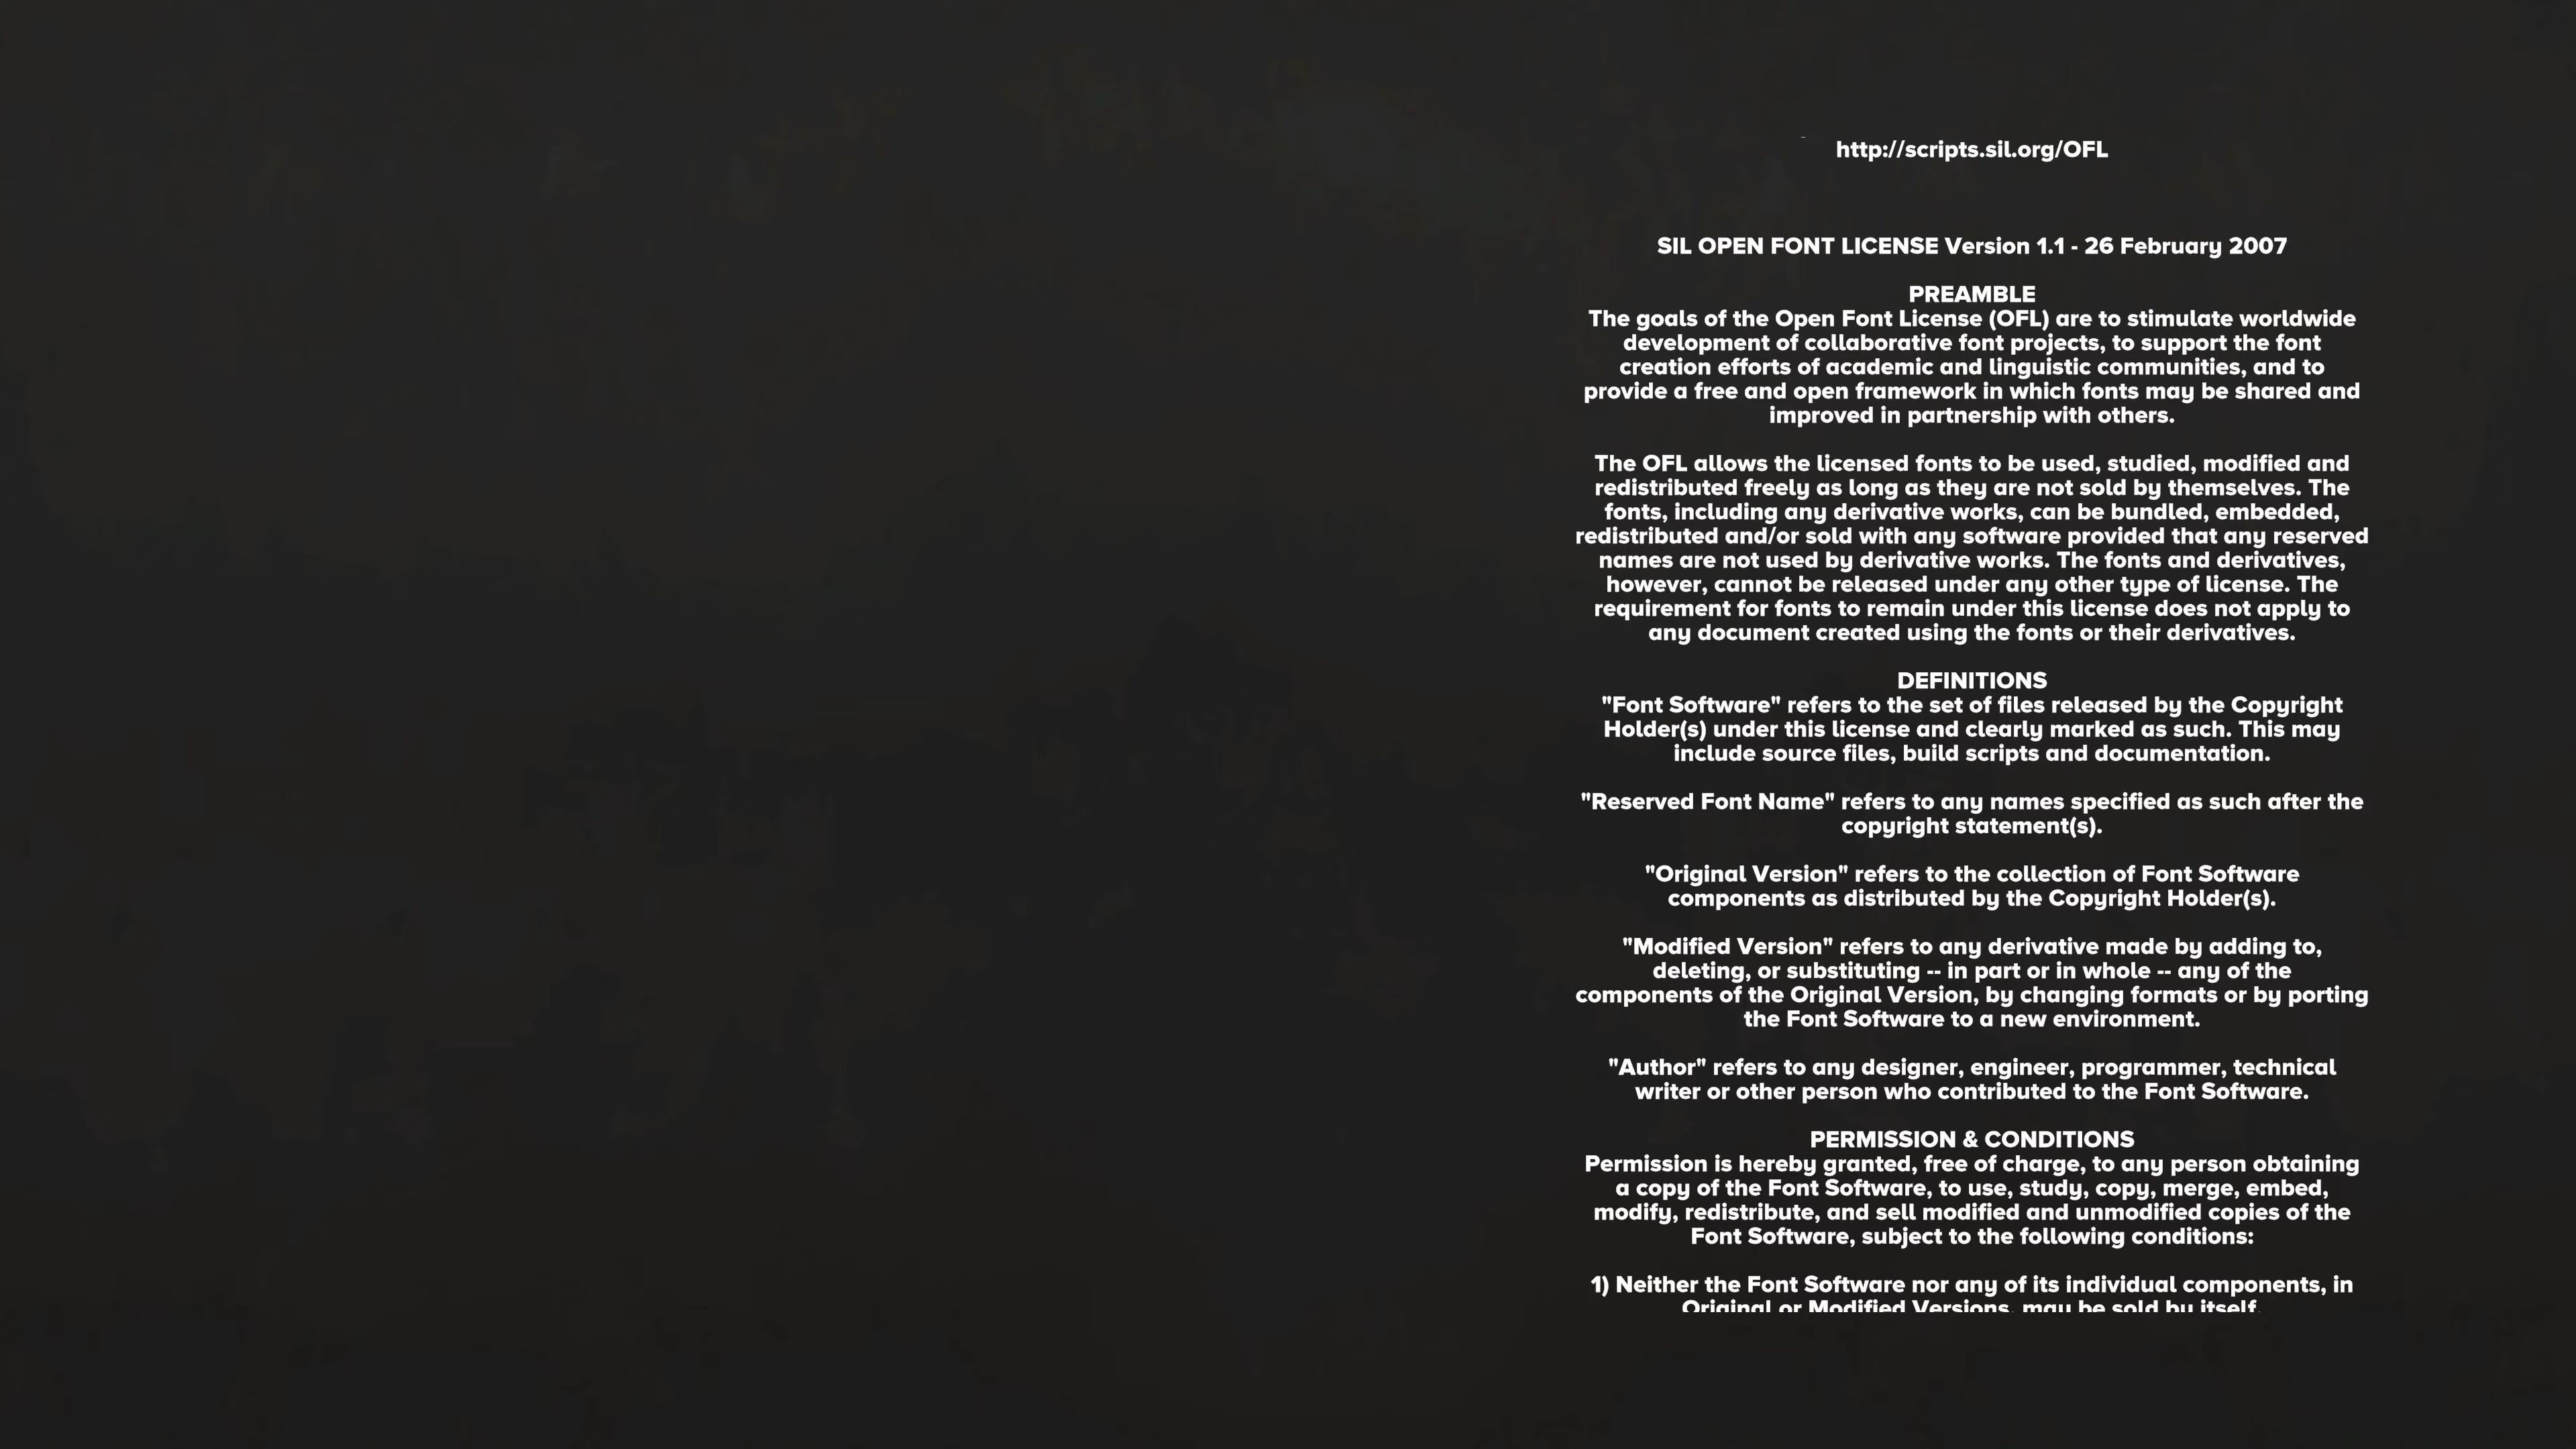 http://scripts.sil.org/OFL
SIL OPEN FONT LICENSE Version 1.1 - 26 February 2007
PREAMBLE
The goals of the Open Font License (OFL) are to stimulate worldwide
development of collaborative font projects, to support the font
creation efforts of academic and linguistic communities, and to
provide a free and open framework in which fonts may be shared and
improved in partnership with others.
The OFL allows the licensed fonts to be used, studied, modified and
redistributed freely as long as they are not sold by themselves. The
fonts, including any derivative works, can be bundled, embedded,
redistributed and/or sold with any software provided that any reserved
names are not used by derivative works. The fonts and derivatives,
however, cannot be released under any other type of license. The
requirement for fonts to remain under this license does not apply to
any document created using the fonts or their derivatives.
DEFINITIONS
"Font Software" refers to the set of files released by the Copyright
Holder(s) under this license and clearly marked as such. This may
include source files, build scripts and documentation.
"Reserved Font Name" refers to any names specified as such after the
copyright statement(s).
"Original Version" refers to the collection of Font Software
components as distributed by the Copyright Holder(s).
"Modified Version" refers to any derivative made by adding to,
deleting, or substituting -- in part or in whole -- any of the
components of the Original Version, by changing formats or by porting
the Font Software to a new environment.
"Author" refers to any designer, engineer, programmer, technical
writer or other person who contributed to the Font Software.
PERMISSION & CONDITIONS
Permission is hereby granted, free of charge, to any person obtaining
a copy of the Font Software, to use, study, copy, merge, embed,
modify, redistribute, and sell modified and unmodified copies of the
Font Software, subject to the following conditions:
1) Neither the Font Software nor any of its individual components, in
Original or Modified Versions, may be sold by itself.